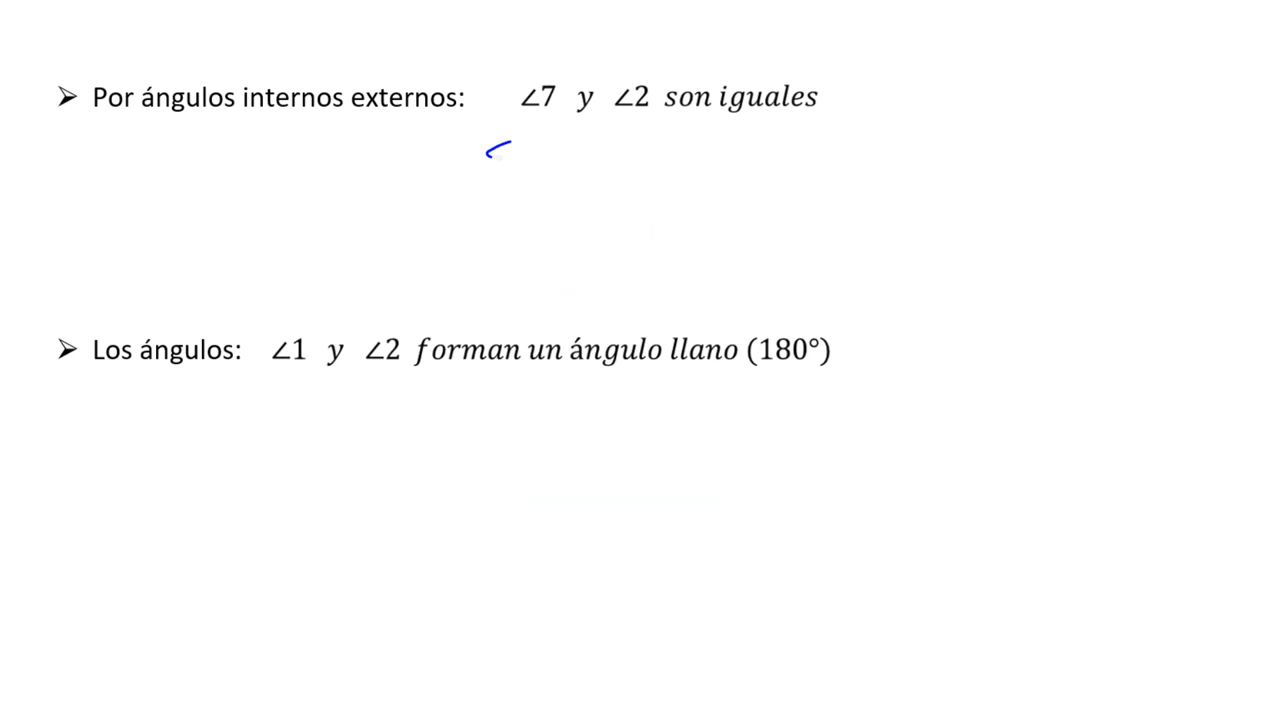 ➢ Por ángulos internos externos: ∠7 y ∠2 son iguales
➢ Los ángulos: ∠1 y ∠2 forman un ángulo llano (180°)